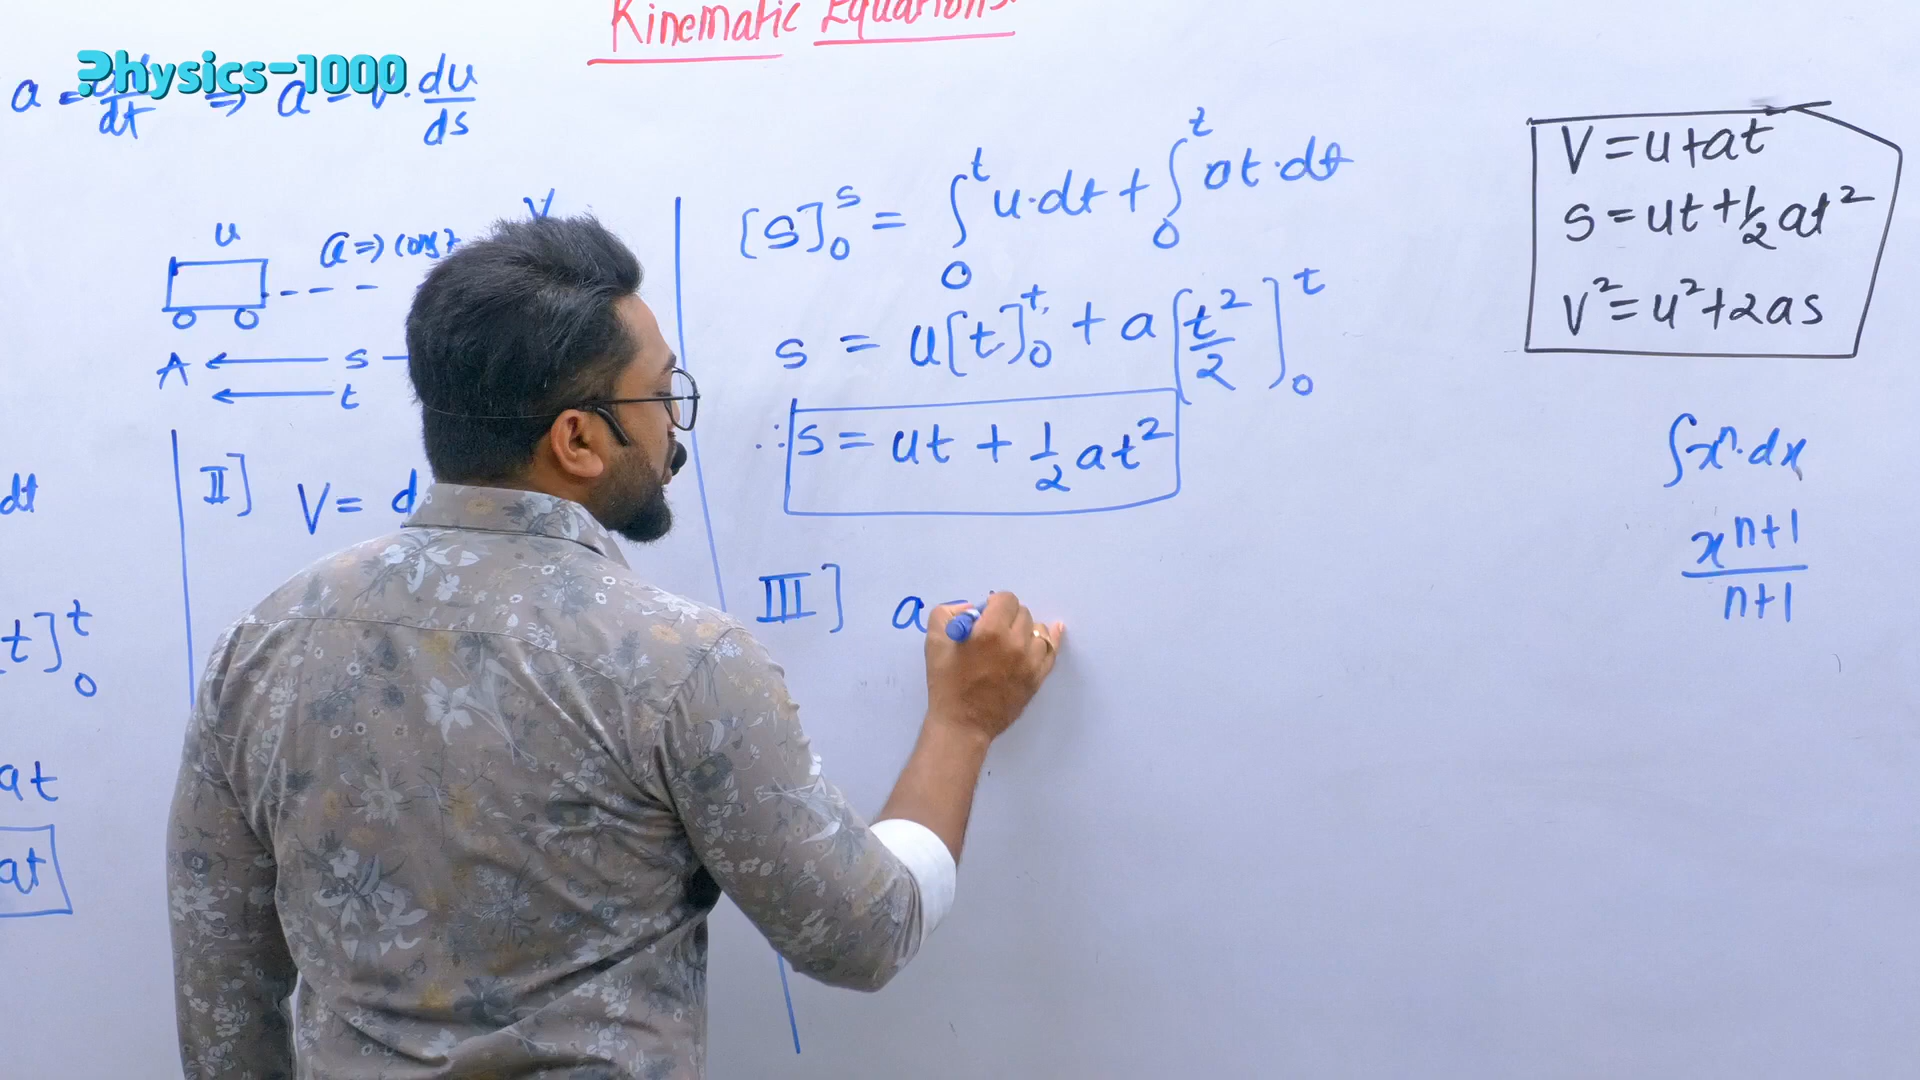 Kinematic Equations.
Physics-1000
dt ⇒ a = v. du/ds
u
a => const
V
A ← s
← t
dt
t]₀ᵗ
at
at
II] V = d
[S]₀ˢ = ∫₀ᵗ u·dt + ∫₀ᵗ at·dt
s = u[t]₀ᵗ + a[t²/2]₀ᵗ
∴ s = ut + 1/2 at²
III] a =
V = u+at
s = ut + 1/2 at²
V² = u² + 2as
∫xⁿ·dx
xⁿ⁺¹/n+1